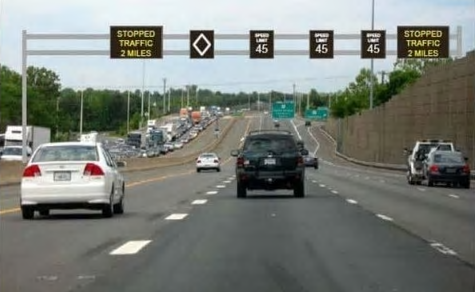 STOPPED
TRAFFIC
2 MILES
SPEED
LIMIT
45
SPEED
LIMIT
45
SPEED
LIMIT
45
STOPPED
TRAFFIC
2 MILES